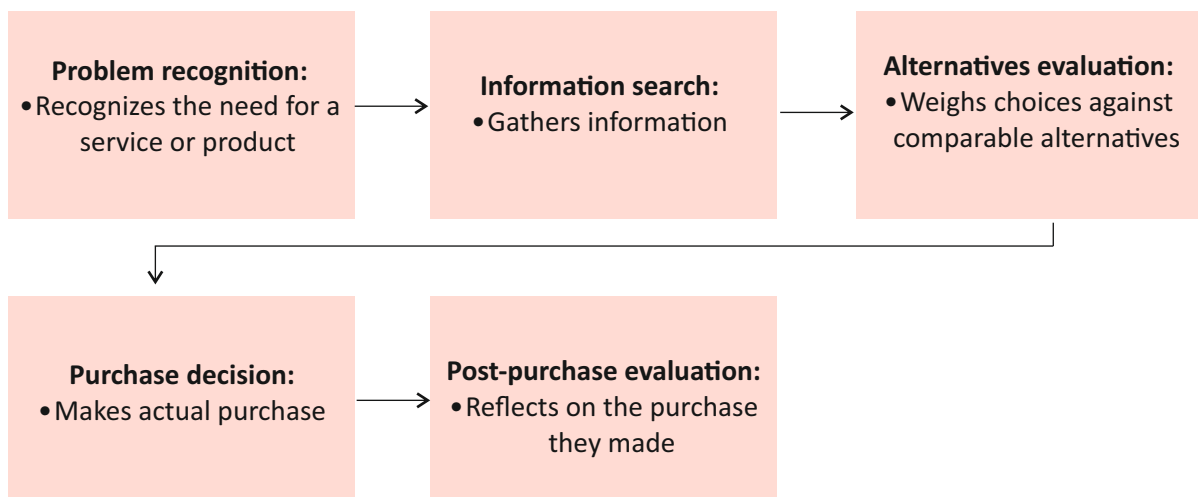 Problem recognition:
•Recognizes the need for a
service or product
Information search:
•Gathers information
Alternatives evaluation:
•Weighs choices against
comparable alternatives
Purchase decision:
•Makes actual purchase
Post-purchase evaluation:
•Reflects on the purchase
they made